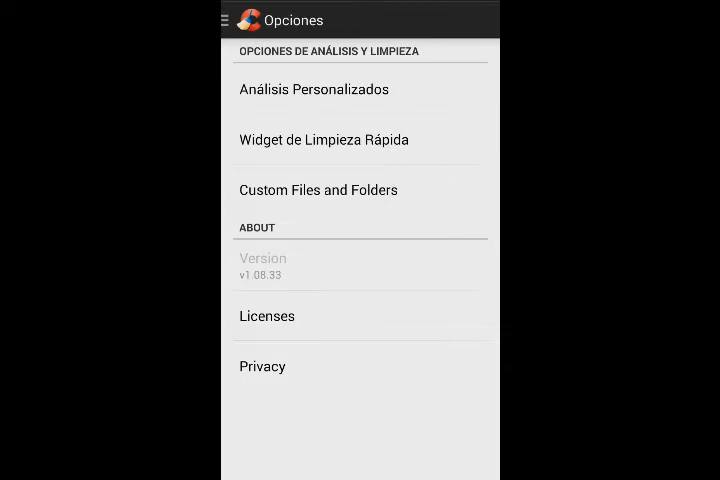 Opciones
OPCIONES DE ANÁLISIS Y LIMPIEZA
Análisis Personalizados
Widget de Limpieza Rápida
Custom Files and Folders
ABOUT
Version
v1.08.33
Licenses
Privacy